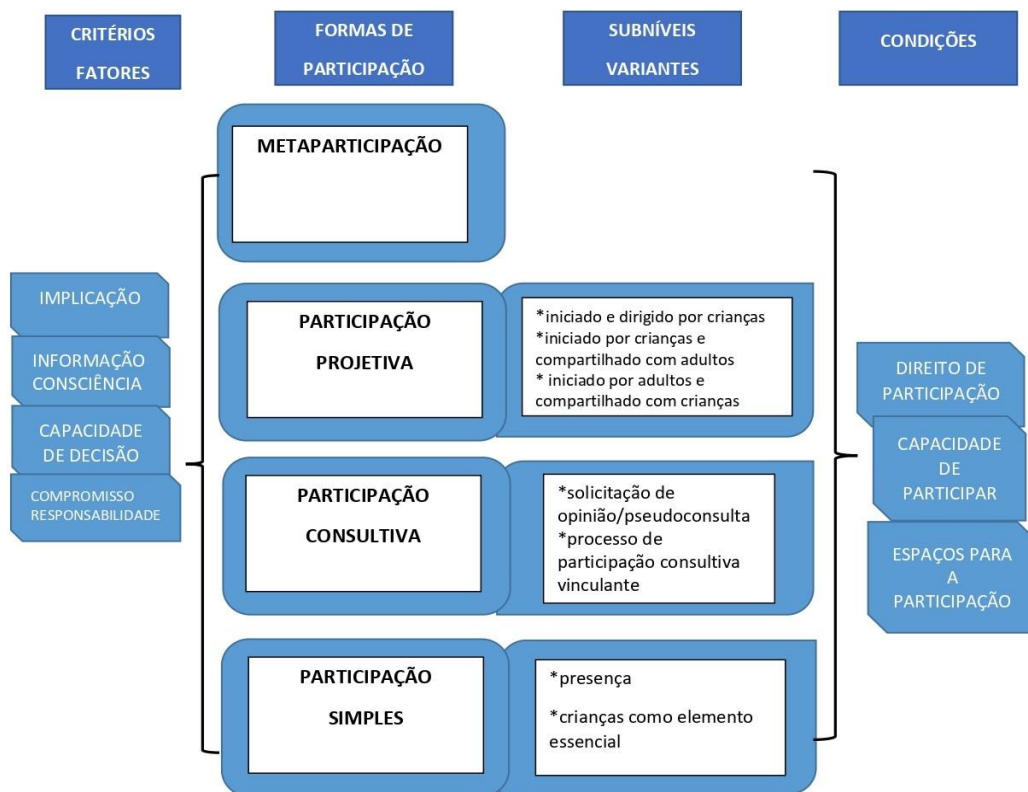 CRITÉRIOS
FATORES
FORMAS DE
PARTICIPAÇÃO
SUBNÍVEIS
VARIANTES
CONDIÇÕES
IMPLICAÇÃO
INFORMAÇÃO
CONSCIÊNCIA
CAPACIDADE
DE DECISÃO
COMPROMISSO
RESPONSABILIDADE
METAPARTICIPAÇÃO
PARTICIPAÇÃO
PROJETIVA
*iniciado e dirigido por crianças
*iniciado por crianças e
compartilhado com adultos
* iniciado por adultos e
compartilhado com crianças
PARTICIPAÇÃO
CONSULTIVA
*solicitação de
opinião/pseudoconsulta
*processo de
participação consultiva
vinculante
PARTICIPAÇÃO
SIMPLES
*presença
*crianças como elemento
essencial
DIREITO DE
PARTICIPAÇÃO
CAPACIDADE
DE
PARTICIPAR
ESPAÇOS PARA
A
PARTICIPAÇÃO